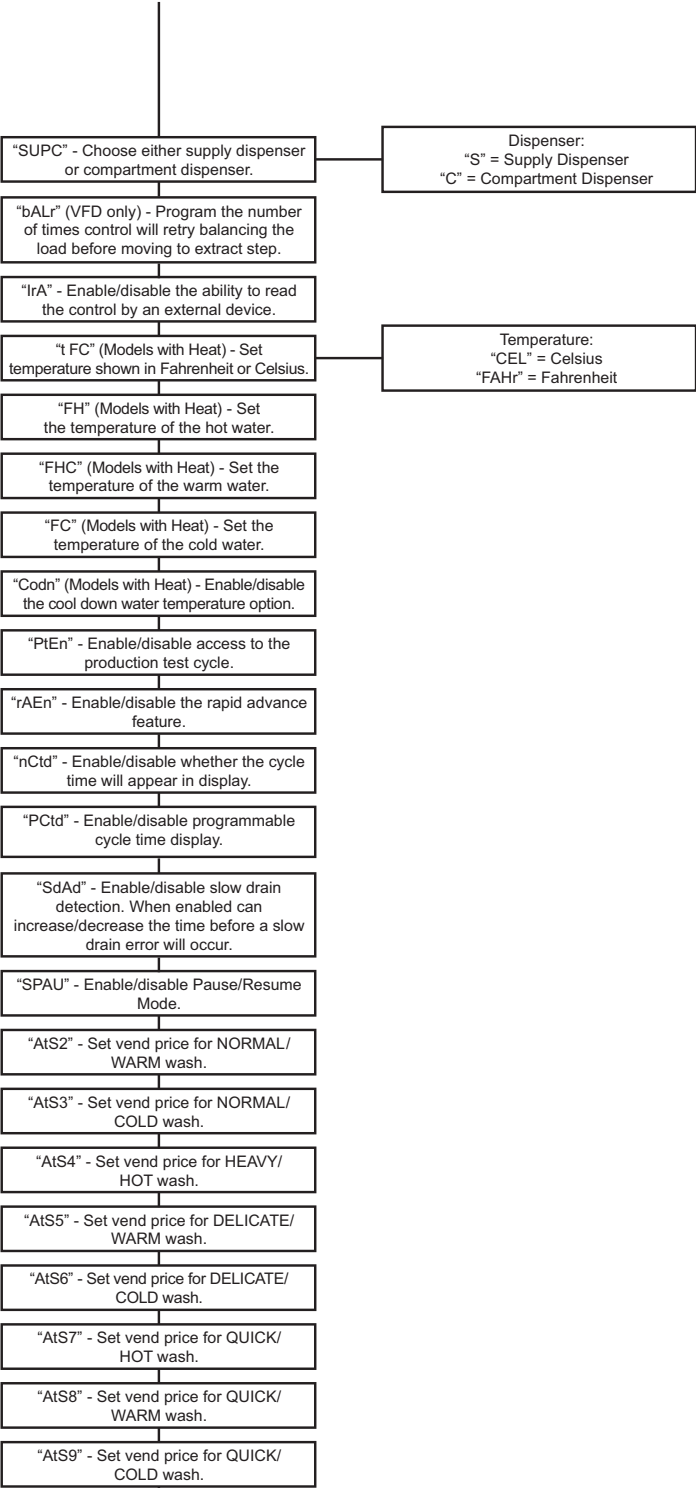 “SUPC” - Choose either supply dispenser
or compartment dispenser.
Dispenser:
“S” = Supply Dispenser
“C” = Compartment Dispenser
“bALr” (VFD only) - Program the number
of times control will retry balancing the
load before moving to extract step.
“IrA” - Enable/disable the ability to read
the control by an external device.
“t FC” (Models with Heat) - Set
temperature shown in Fahrenheit or Celsius.
Temperature:
“CEL” = Celsius
“FAHr” = Fahrenheit
“FH” (Models with Heat) - Set
the temperature of the hot water.
“FHC” (Models with Heat) - Set the
temperature of the warm water.
“FC” (Models with Heat) - Set the
temperature of the cold water.
“Codn” (Models with Heat) - Enable/disable
the cool down water temperature option.
“PtEn” - Enable/disable access to the
production test cycle.
“rAEn” - Enable/disable the rapid advance
feature.
“nCtd” - Enable/disable whether the cycle
time will appear in display.
“PCtd” - Enable/disable programmable
cycle time display.
“SdAd” - Enable/disable slow drain
detection. When enabled can
increase/decrease the time before a slow
drain error will occur.
“SPAU” - Enable/disable Pause/Resume
Mode.
“AtS2” - Set vend price for NORMAL/
WARM wash.
“AtS3” - Set vend price for NORMAL/
COLD wash.
“AtS4” - Set vend price for HEAVY/
HOT wash.
“AtS5” - Set vend price for DELICATE/
WARM wash.
“AtS6” - Set vend price for DELICATE/
COLD wash.
“AtS7” - Set vend price for QUICK/
HOT wash.
“AtS8” - Set vend price for QUICK/
WARM wash.
“AtS9” - Set vend price for QUICK/
COLD wash.